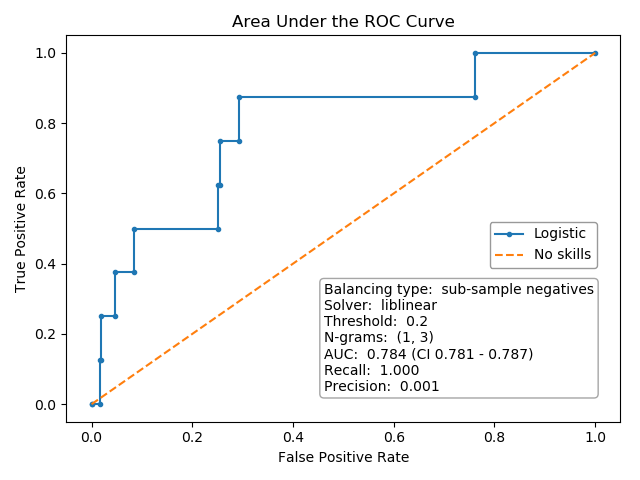 Area Under the ROC Curve
True Positive Rate
1.0
0.8
0.6
0.4
0.2
0.0
Logistic
No skills
Balancing type:  sub-sample negatives
Solver:  liblinear
Threshold:  0.2
N-grams:  (1, 3)
AUC:  0.784 (CI 0.781 - 0.787)
Recall:  1.000
Precision:  0.001
0.0 0.2 0.4 0.6 0.8 1.0
False Positive Rate